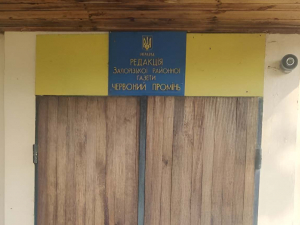 РЕДАКЦІЯ
ЗАПОРІЗЬКОЇ РАЙОННОЇ
ГАЗЕТИ
ЧЕРВОНИЙ ПРОМІНЬ